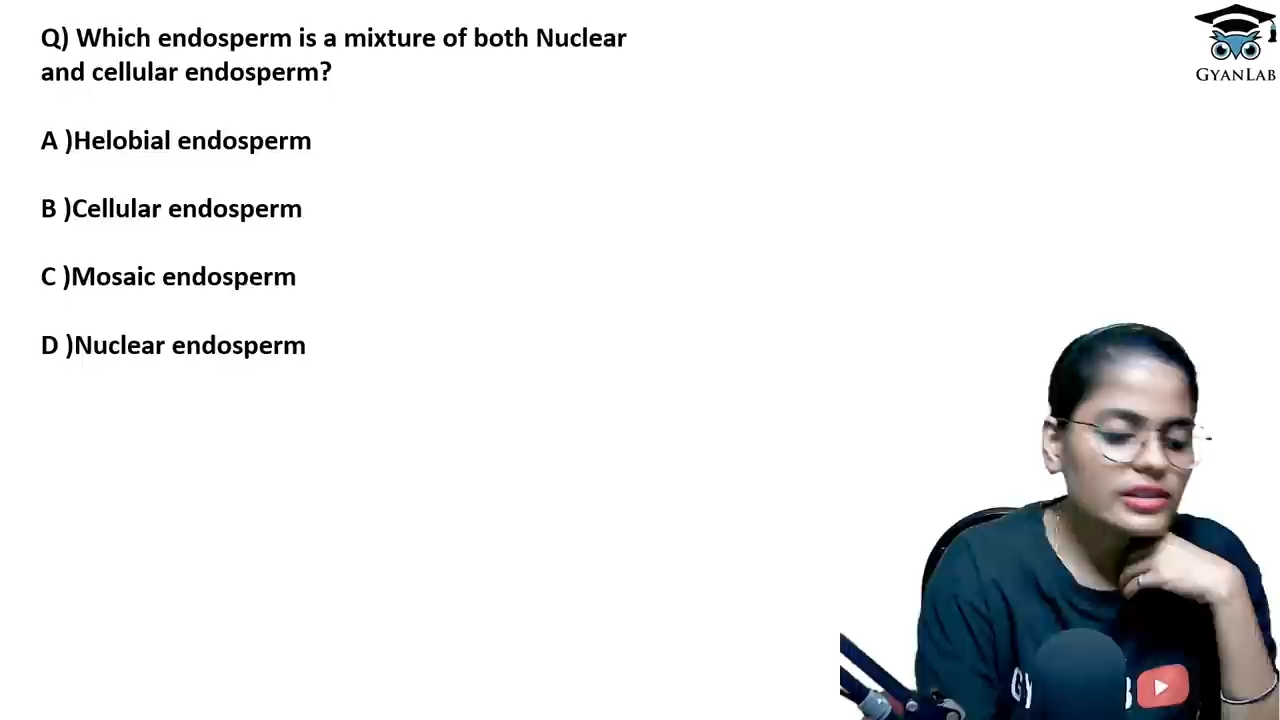 Q) Which endosperm is a mixture of both Nuclear
and cellular endosperm?
A )Helobial endosperm
B )Cellular endosperm
C )Mosaic endosperm
D )Nuclear endosperm
GYANLAB